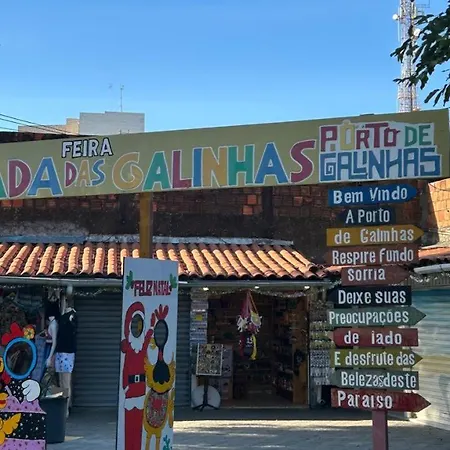 FEIRA
ADA DAS GALINHAS
PORTO DE
GALINHAS
Bem Vindo
A Porto
de Galinhas
Respire fundo
Sorria
Deixe suas
Preocupações
de lado
E desfrute das
Belezas deste
Paraíso
FELIZ NATAL